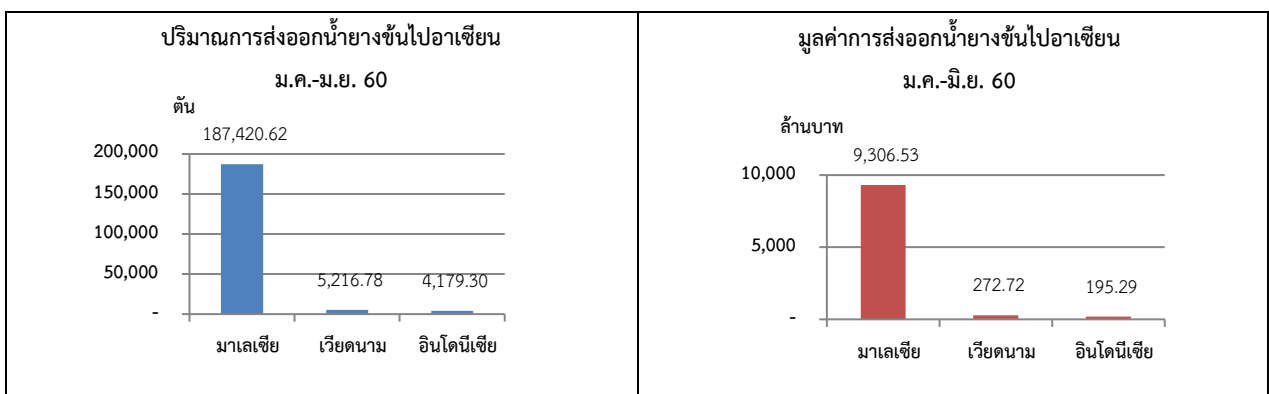 ปริมาณการส่งออกน้ำยางข้นไปอาเซียน
ม.ค.-ม.ย. 60
ตัน
187,420.62
200,000
150,000
100,000
50,000
5,216.78
4,179.30
-
มาเลเซีย เวียดนาม อินโดนีเซีย
มูลค่าการส่งออกน้ำยางข้นไปอาเซียน
ม.ค.-มิ.ย. 60
ล้านบาท
9,306.53
10,000
5,000
272.72
195.29
-
มาเลเซีย เวียดนาม อินโดนีเซีย